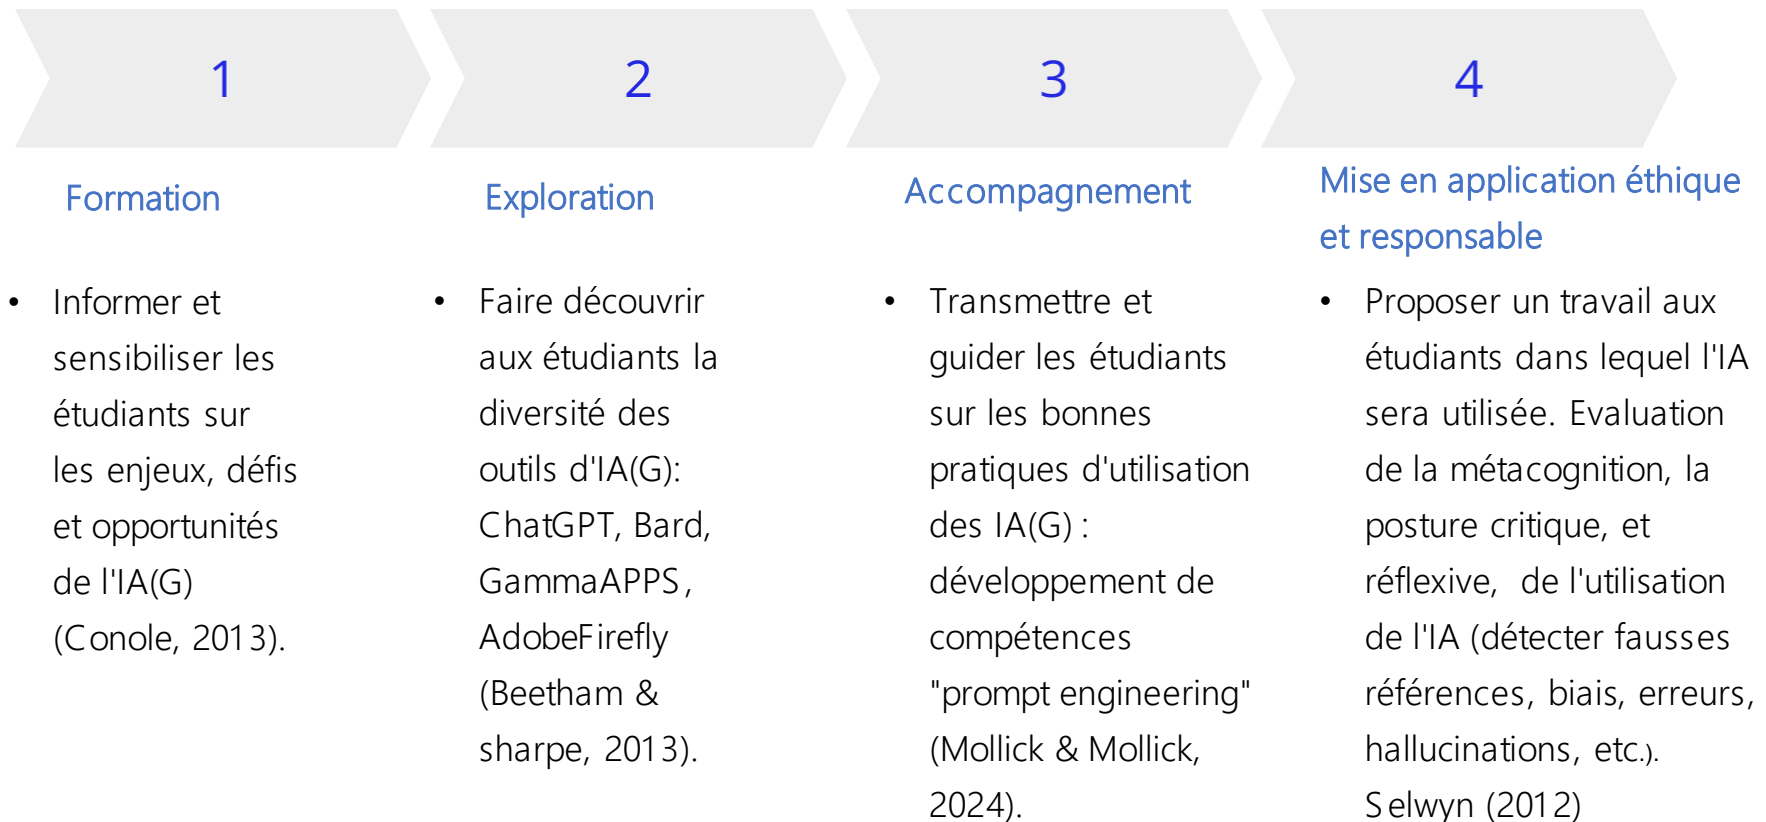 1
Formation
• Informer et
sensibiliser les
étudiants sur
les enjeux, défis
et opportunités
de l'IA(G)
(Conole, 2013).
2
Exploration
• Faire découvrir
aux étudiants la
diversité des
outils d'IA(G):
ChatGPT, Bard,
GammaAPPS,
AdobeFirefly
(Beetham &
sharpe, 2013).
3
Accompagnement
• Transmettre et
guider les étudiants
sur les bonnes
pratiques d'utilisation
des IA(G) :
développement de
compétences
"prompt engineering"
(Mollick & Mollick,
2024).
4
Mise en application éthique
et responsable
• Proposer un travail aux
étudiants dans lequel l'IA
sera utilisée. Evaluation
de la métacognition, la
posture critique, et
réflexive, de l'utilisation
de l'IA (détecter fausses
références, biais, erreurs,
hallucinations, etc.).
Selwyn (2012)